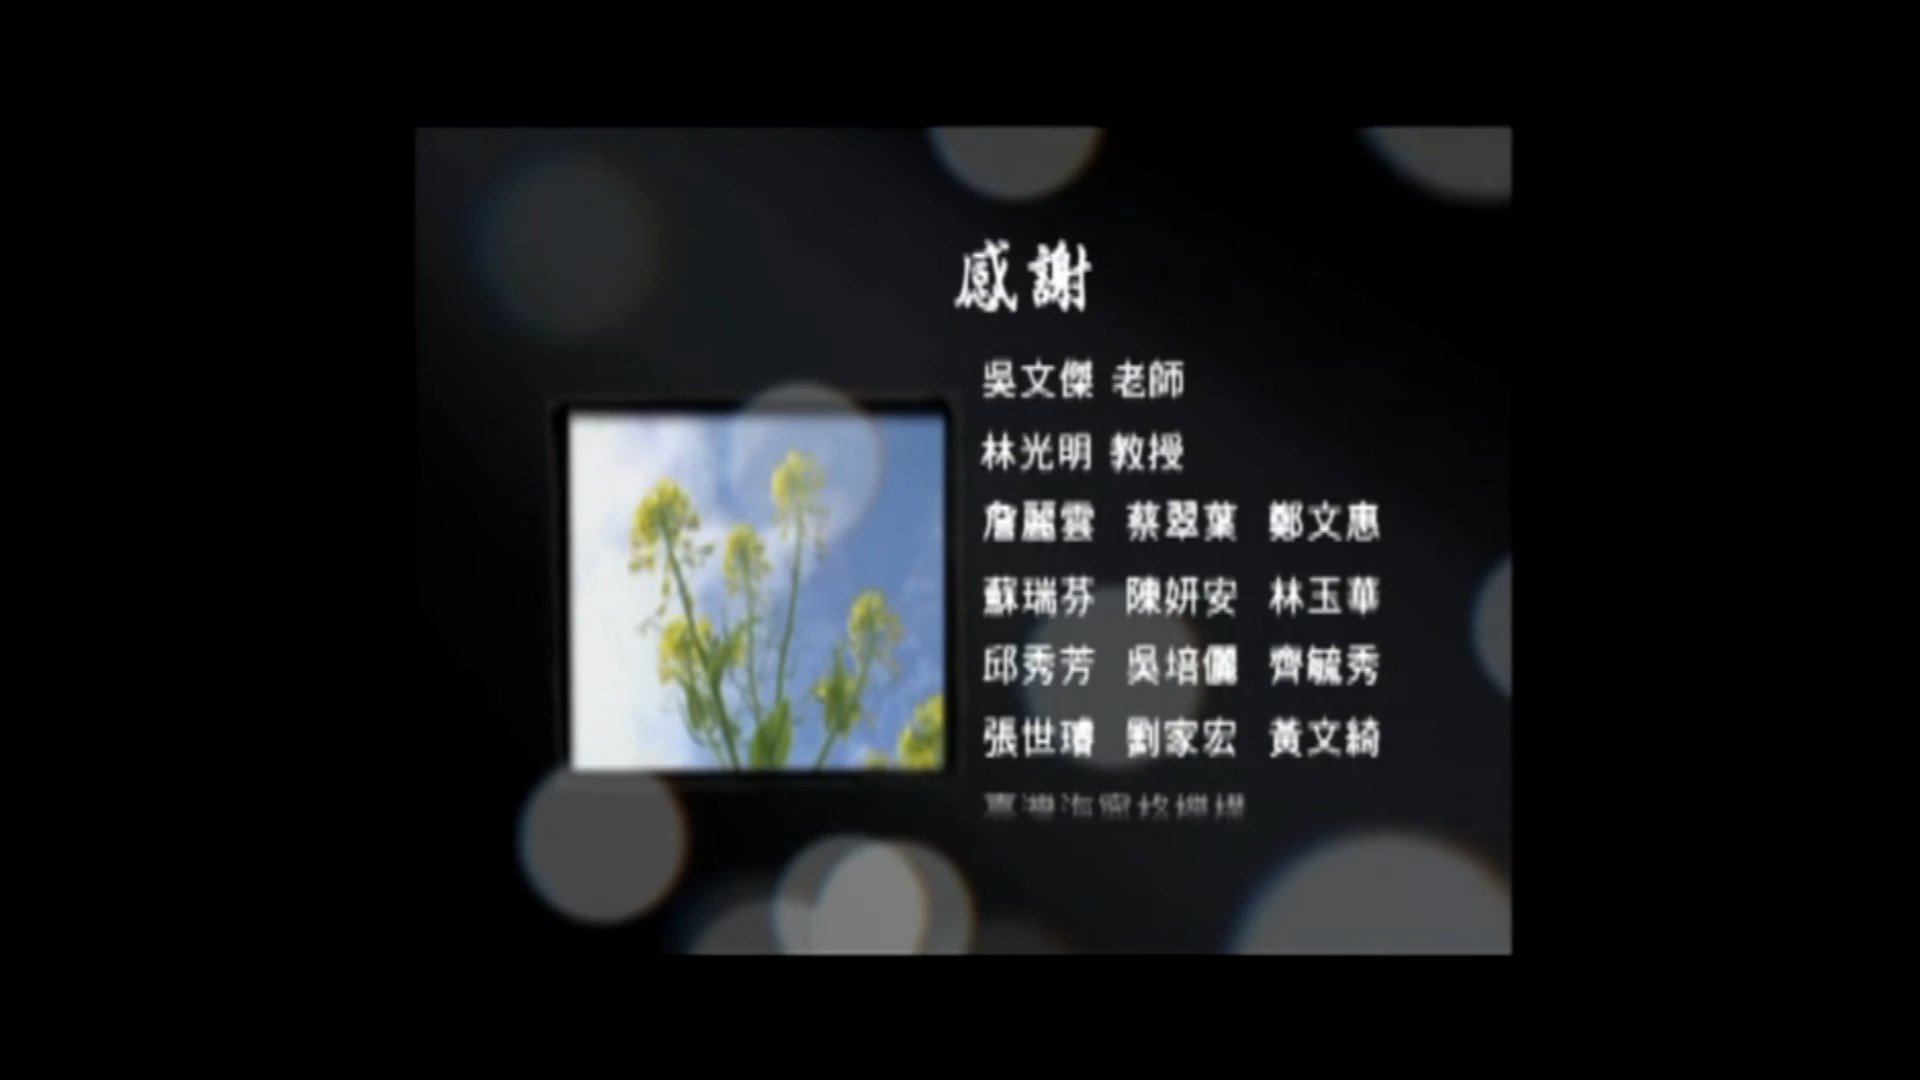 感謝
吳文傑 老師
林光明 教授
詹麗雲 蔡翠葉 鄭文惠
蘇瑞芬 陳妍安 林玉華
邱秀芳 吳培儷 齊毓秀
張世璿 劉家宏 黃文綺